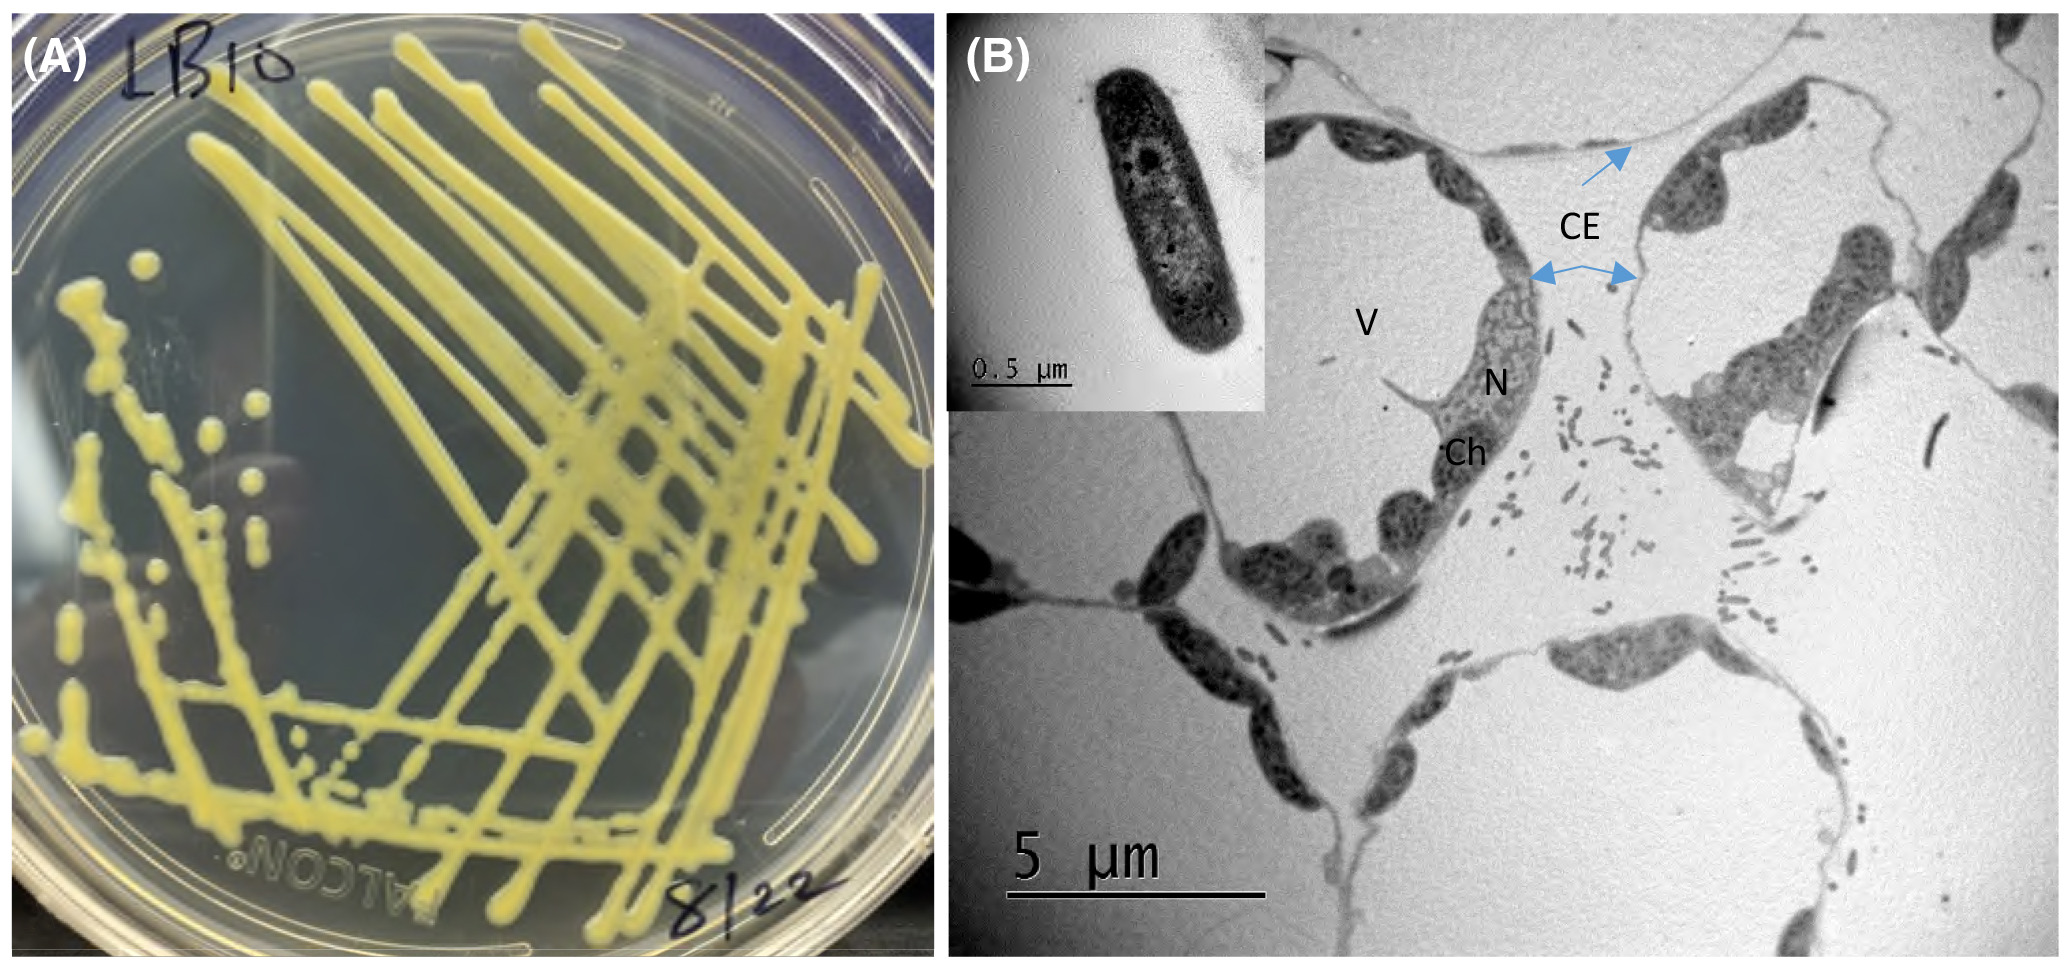 (A)
LB10
FALCON®
8/22
(B)
0.5 µm
CE
V
N
Ch
5 µm